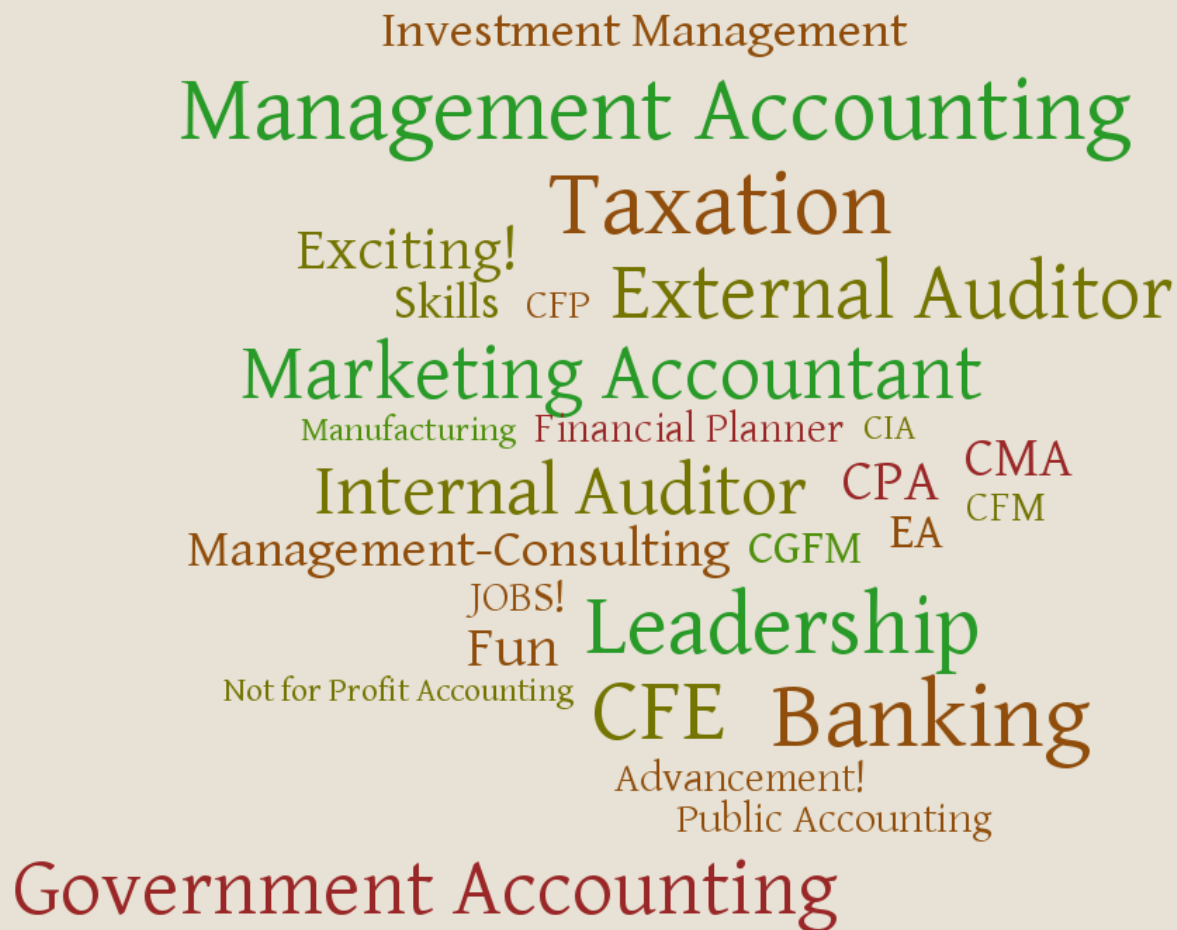 Investment Management
Management Accounting
Taxation
Exciting!
Skills CFP External Auditor
Marketing Accountant
Manufacturing Financial Planner CIA
CMA
Internal Auditor CPA
CFM
EA
Management-Consulting CGFM
JOBS!
Leadership
Fun
Not for Profit Accounting
CFE Banking
Advancement!
Public Accounting
Government Accounting